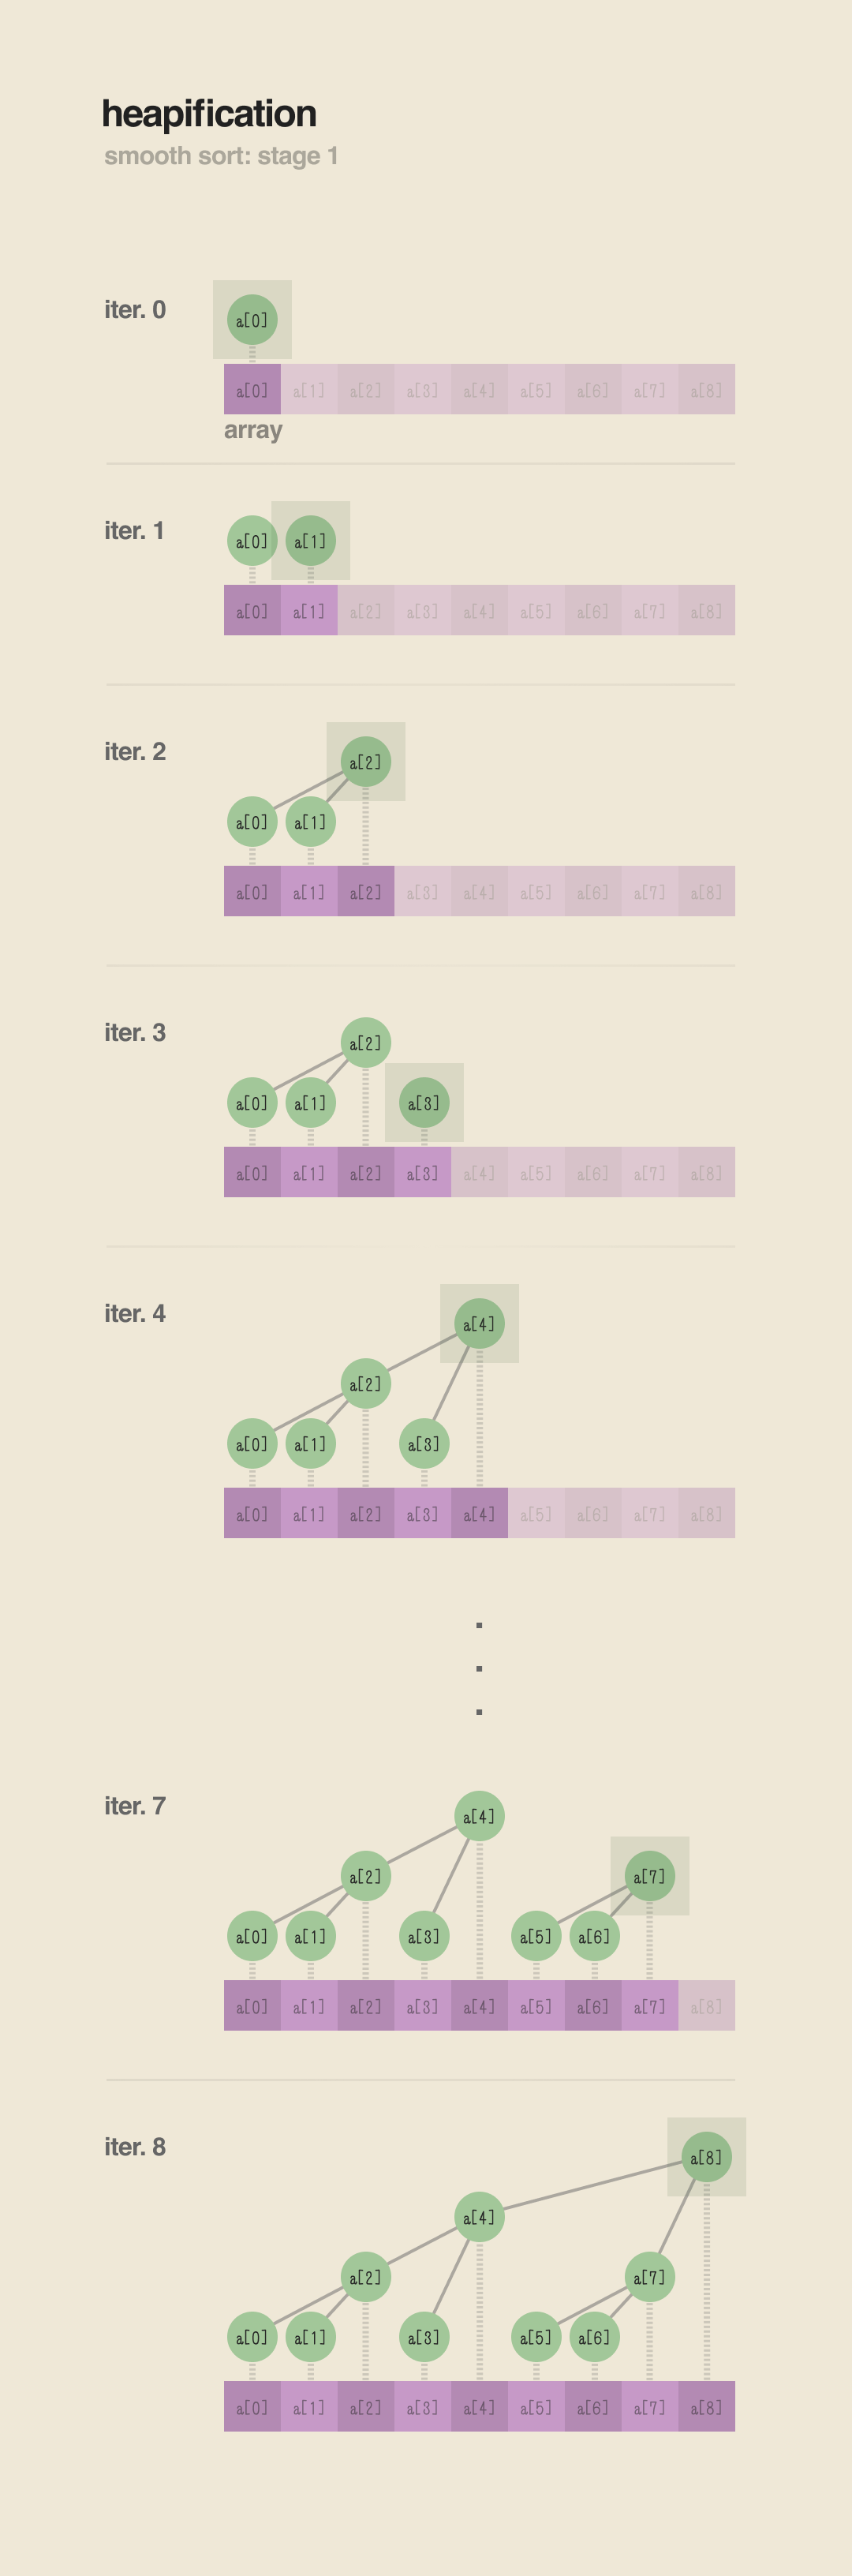 heapification
smooth sort: stage 1
iter. 0
a[0]
a[0] a[1] a[2] a[3] a[4] a[5] a[6] a[7] a[8]
array
iter. 1
a[0] a[1]
a[0] a[1] a[2] a[3] a[4] a[5] a[6] a[7] a[8]
iter. 2
a[2]
a[0] a[1]
a[0] a[1] a[2] a[3] a[4] a[5] a[6] a[7] a[8]
iter. 3
a[2]
a[0] a[1] a[3]
a[0] a[1] a[2] a[3] a[4] a[5] a[6] a[7] a[8]
iter. 4
a[4]
a[2]
a[0] a[1] a[3]
a[0] a[1] a[2] a[3] a[4] a[5] a[6] a[7] a[8]
.
.
.
iter. 7
a[4]
a[2] a[7]
a[0] a[1] a[3] a[5] a[6]
a[0] a[1] a[2] a[3] a[4] a[5] a[6] a[7] a[8]
iter. 8
a[8]
a[4]
a[2] a[7]
a[0] a[1] a[3] a[5] a[6]
a[0] a[1] a[2] a[3] a[4] a[5] a[6] a[7] a[8]